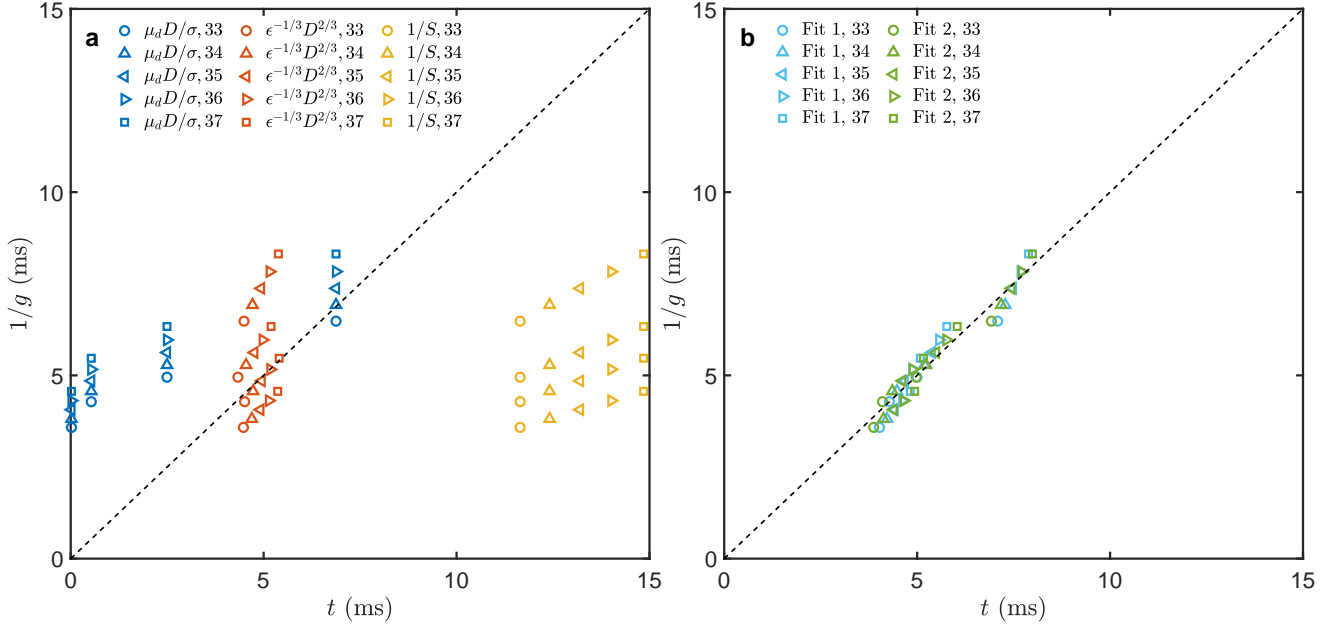 a
μ_d D/σ, 33 ϵ^{-1/3}D^{2/3}, 33 1/S, 33
μ_d D/σ, 34 ϵ^{-1/3}D^{2/3}, 34 1/S, 34
μ_d D/σ, 35 ϵ^{-1/3}D^{2/3}, 35 1/S, 35
μ_d D/σ, 36 ϵ^{-1/3}D^{2/3}, 36 1/S, 36
μ_d D/σ, 37 ϵ^{-1/3}D^{2/3}, 37 1/S, 37
15
10
5
0
1/g (ms)
0 5 10 15
t (ms)
b
Fit 1, 33 Fit 2, 33
Fit 1, 34 Fit 2, 34
Fit 1, 35 Fit 2, 35
Fit 1, 36 Fit 2, 36
Fit 1, 37 Fit 2, 37
15
10
5
0
1/g (ms)
0 5 10 15
t (ms)